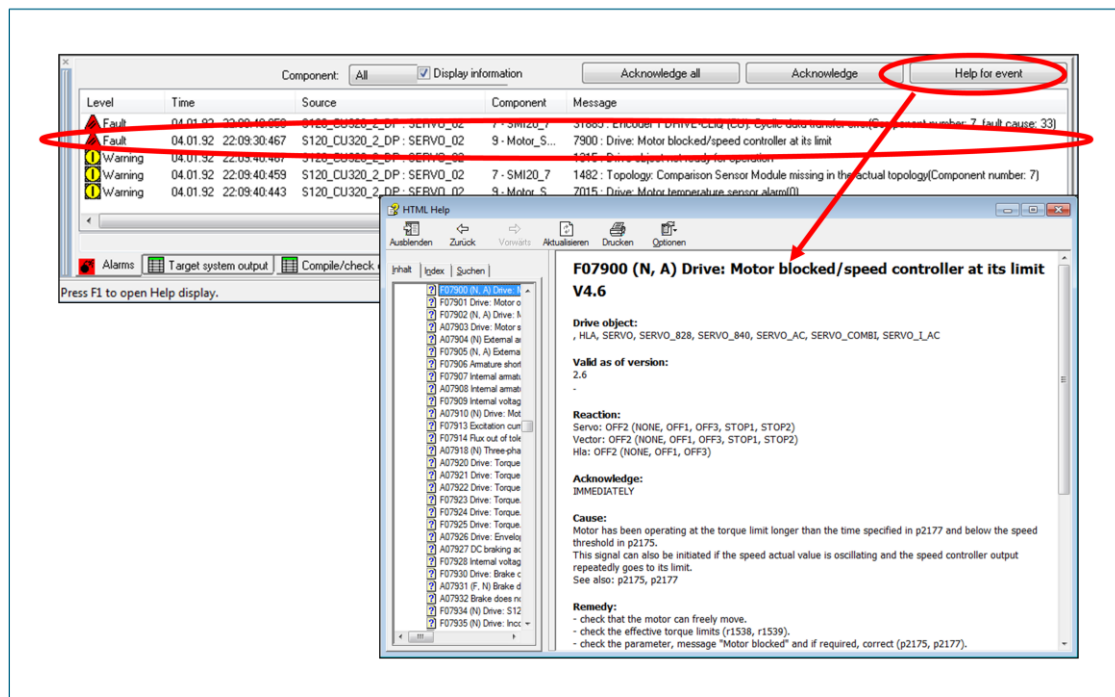 Component: All Display information Acknowledge all Acknowledge Help for event
Level Time Source Component Message
Fault 04.01.92 S120_CU320_2_DP : SERVO_02 7 - SMI20_7
Fault 04.01.92 22:09:30:467 S120_CU320_2_DP : SERVO_02 9 - Motor_S... 7900 : Drive: Motor blocked/speed controller at its limit
Warning
Warning 04.01.92 22:09:40:459 S120_CU320_2_DP : SERVO_02 7 - SMI20_7 1482 : Topology: Comparison Sensor Module missing in the actual topology(Component number: 7)
Warning 04.01.92 22:09:40:443 S120_CU320_2_DP : SERVO_02 9 - Motor_S 7015 : Drive: Motor temperature sensor alarm(0)
Alarms Target system output Compile/check
Press F1 to open Help display.
HTML Help
Ausblenden Zurück Vorwärts Aktualisieren Drucken Optionen
Inhalt Index Suchen
F07900 (N, A) Drive: M
F07901 Drive: Motor o
F07902 (N, A) Drive: M
A07903 Drive: Motor s
A07904 (N) External a
F07905 (N, A) Externa
F07906 Armature short
F07907 Internal armatu
A07908 Internal armatu
F07909 Internal voltag
A07910 (N) Drive: Mot
F07913 Excitation curr
F07914 Flux out of tole
A07918 (N) Three-pha
A07920 Drive: Torque
A07921 Drive: Torque
A07922 Drive: Torque
F07923 Drive: Torque.
F07924 Drive: Torque.
F07925 Drive: Torque.
A07926 Drive: Envelop
A07927 DC braking ac
F07928 Internal voltag
F07930 Drive: Brake c
A07931 (F, N) Brake d
A07932 Brake does no
F07934 (N) Drive: S12
F07935 (N) Drive: Inco
F07900 (N, A) Drive: Motor blocked/speed controller at its limit
V4.6
Drive object:
, HLA, SERVO, SERVO_828, SERVO_840, SERVO_AC, SERVO_COMBI, SERVO_I_AC
Valid as of version:
2.6
-
Reaction:
Servo: OFF2 (NONE, OFF1, OFF3, STOP1, STOP2)
Vector: OFF2 (NONE, OFF1, OFF3, STOP1, STOP2)
Hla: OFF2 (NONE, OFF1, OFF3)
Acknowledge:
IMMEDIATELY
Cause:
Motor has been operating at the torque limit longer than the time specified in p2177 and below the speed
threshold in p2175.
This signal can also be initiated if the speed actual value is oscillating and the speed controller output
repeatedly goes to its limit.
See also: p2175, p2177
Remedy:
- check that the motor can freely move.
- check the effective torque limits (r1538, r1539).
- check the parameter, message "Motor blocked" and if required, correct (p2175, p2177).